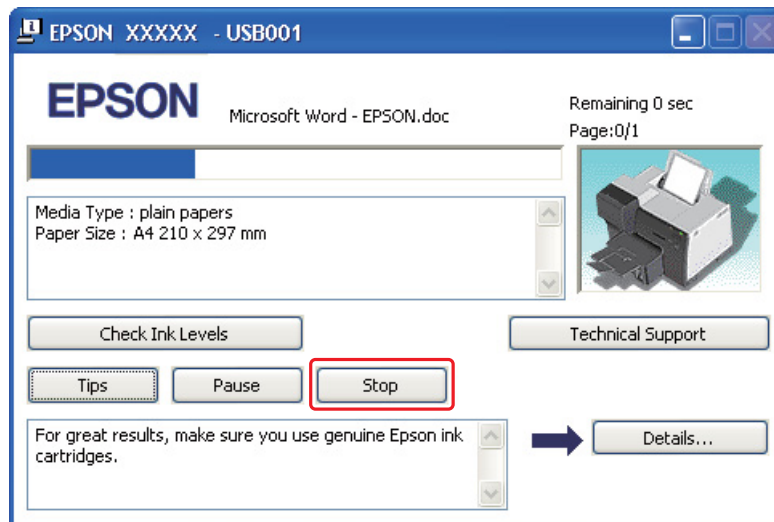 EPSON XXXXX - USB001
EPSON
Microsoft Word - EPSON.doc
Remaining 0 sec
Page:0/1
Media Type : plain papers
Paper Size : A4 210 x 297 mm
Check Ink Levels
Technical Support
Tips
Pause
Stop
For great results, make sure you use genuine Epson ink
cartridges.
Details...